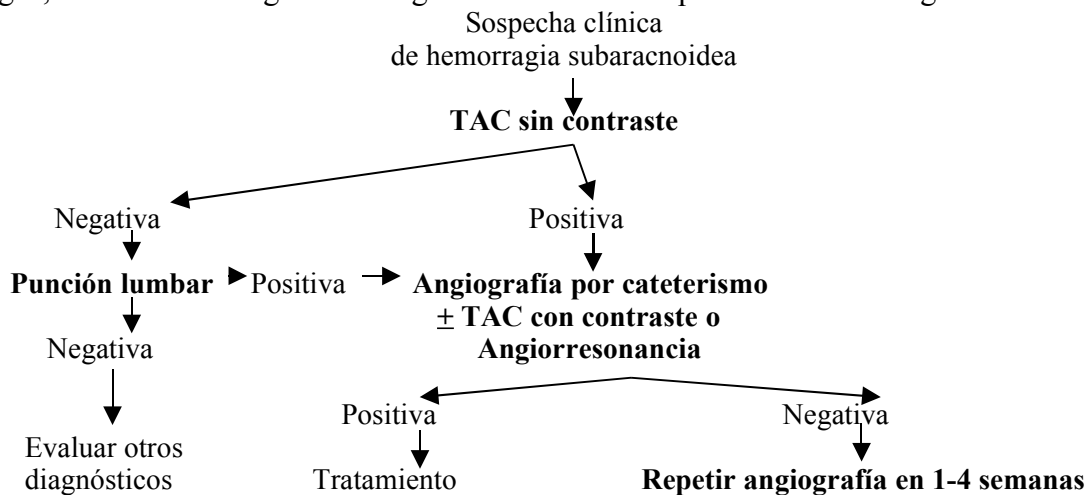 Sospecha clínica
de hemorragia subaracnoidea
TAC sin contraste
Negativa
Positiva
Punción lumbar
Positiva
Angiografía por cateterismo
± TAC con contraste o
Angiorresonancia
Negativa
Positiva
Negativa
Evaluar otros
diagnósticos
Tratamiento
Repetir angiografía en 1-4 semanas